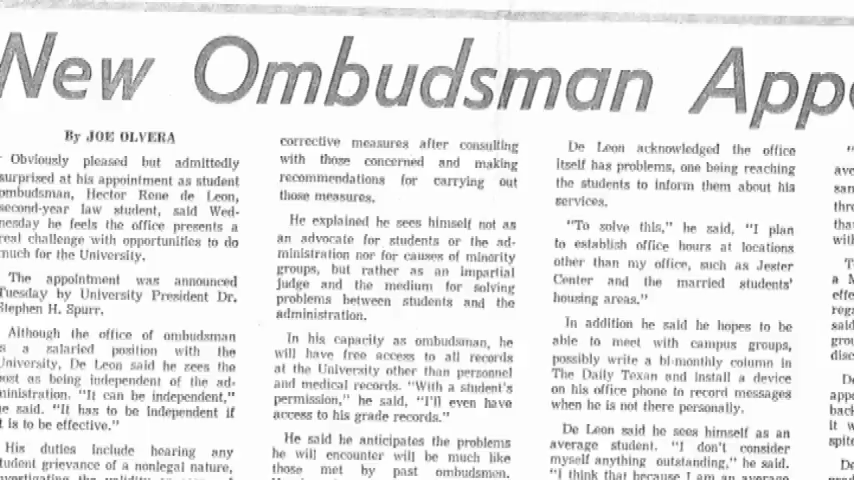 New Ombudsman
By JOE OLVERA
Obviously pleased but admittedly
surprised at his appointment as student
ombudsman, Hector Rene de Leon,
second-year law student, said Wed-
nesday he feels the office presents a
real challenge with opportunities to do
much for the University.
The appointment was announced
Tuesday by University President Dr.
Stephen H. Spurr.
Although the office of ombudsman
is a salaried position with the
University, De Leon said he sees the
post as being independent of the ad-
ministration. "It can be independent,"
he said. "It has to be independent if
it is to be effective."
His duties include hearing any
student grievance of a nonlegal nature,
corrective measures after consulting
with those concerned and making
recommendations for carrying out
those measures.
He explained he sees himself not as
an advocate for students or the ad-
ministration nor for causes of minority
groups, but rather as an impartial
judge and the medium for solving
problems between students and the
administration.
In his capacity as ombudsman, he
will have free access to all records
at the University other than personnel
and medical records. "With a student's
permission," he said, "I'll even have
access to his grade records."
He said he anticipates the problems
he will encounter will be much like
those met by past ombudsmen.
De Leon acknowledged the office
itself has problems, one being reaching
the students to inform them about his
services.
"To solve this," he said, "I plan
to establish office hours at locations
other than my office, such as Jester
Center and the married students'
housing areas."
In addition he said he hopes to be
able to meet with campus groups,
possibly write a bi-monthly column in
The Daily Texan and install a device
on his office phone to record messages
when he is not there personally.
De Leon said he sees himself as an
average student. "I don't consider
myself anything outstanding," he said.
"I think that because I am an average